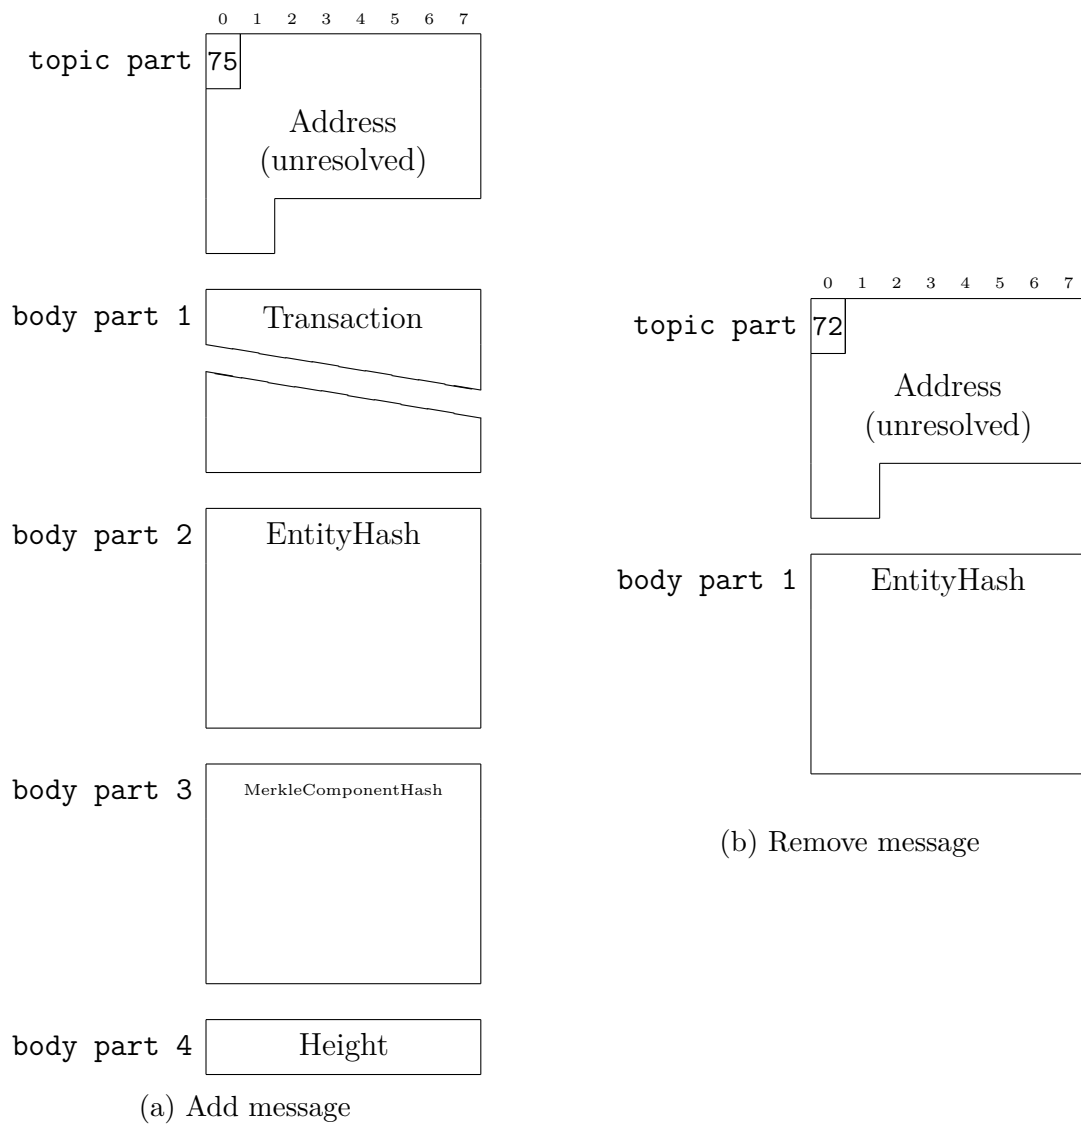 0 1 2 3 4 5 6 7
topic part 75
Address
(unresolved)
body part 1 Transaction
body part 2 EntityHash
body part 3 MerkleComponentHash
body part 4 Height
(a) Add message
0 1 2 3 4 5 6 7
topic part 72
Address
(unresolved)
body part 1 EntityHash
(b) Remove message